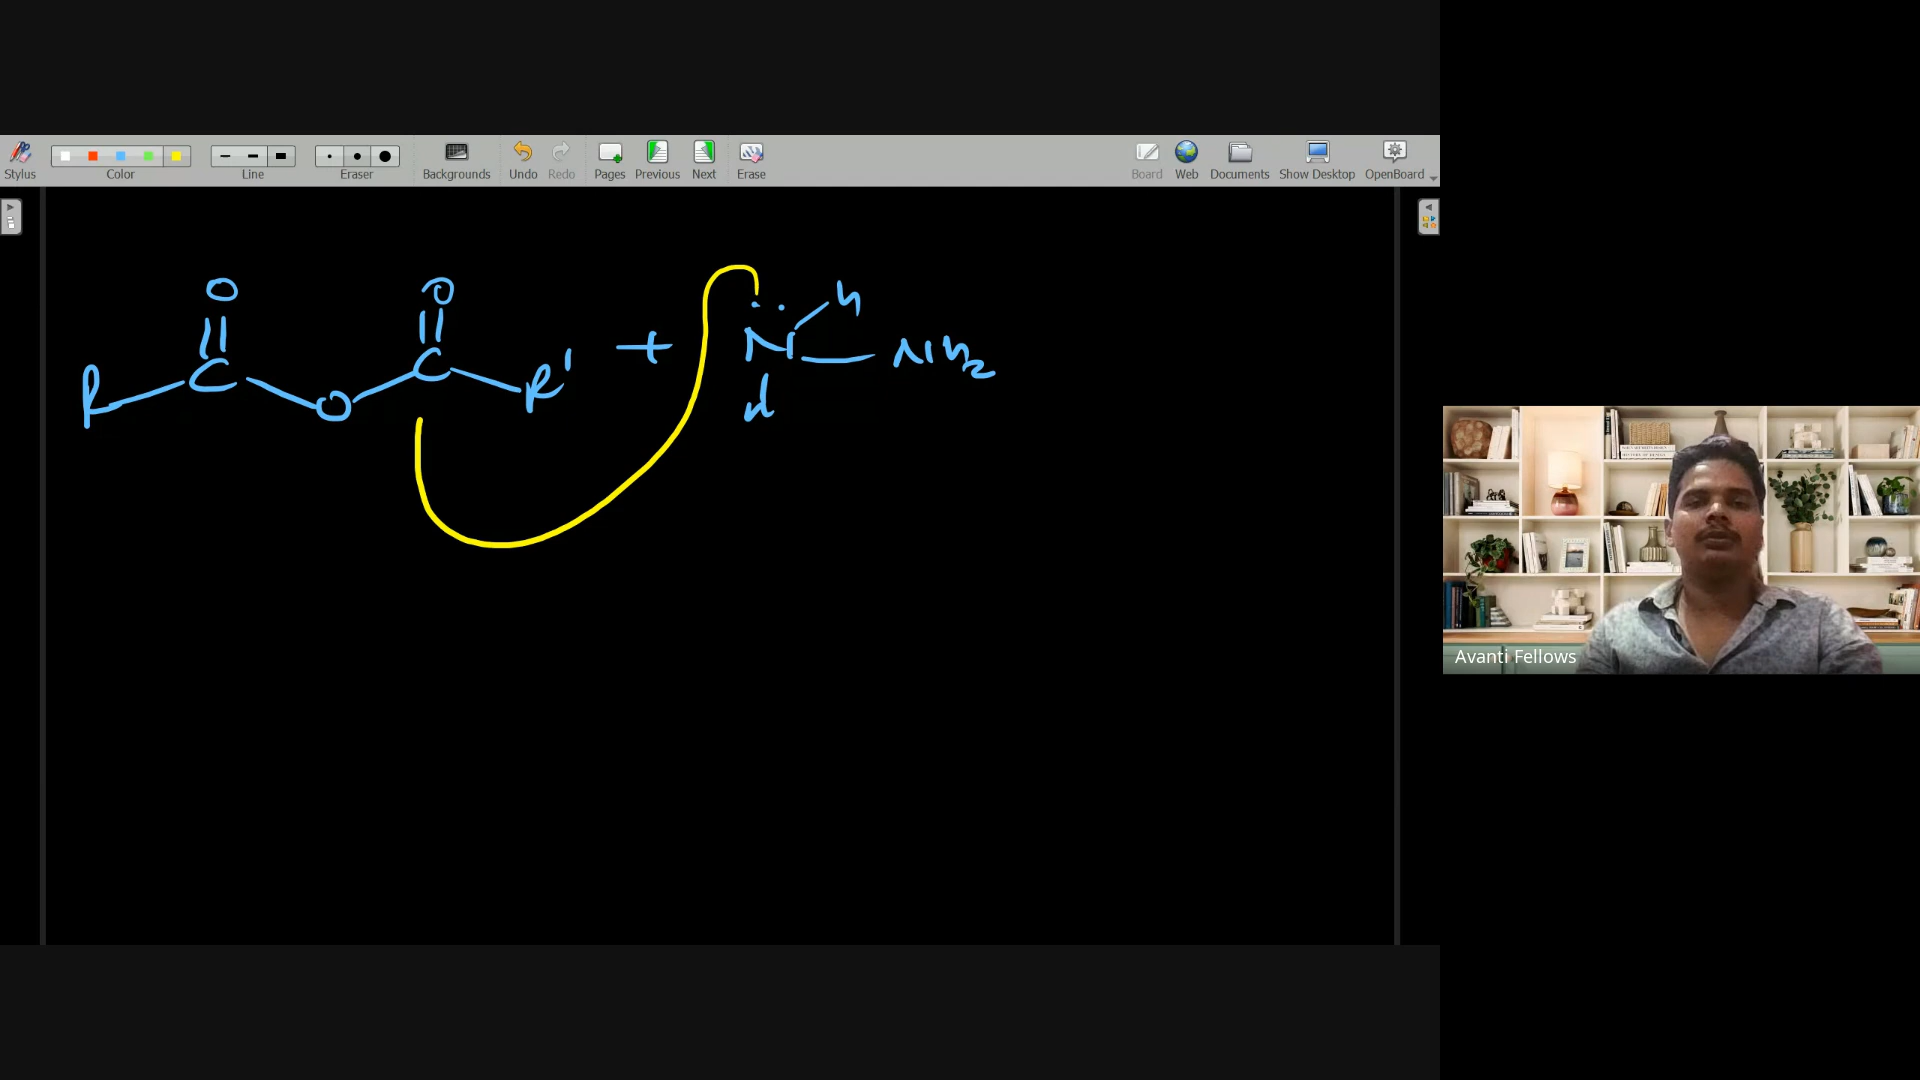 Stylus Color Line Eraser Backgrounds Undo Redo Pages Previous Next Erase Board Web Documents Show Desktop OpenBoard
O O
|| || .. H
R C O C R' + N NH2
H
Avanti Fellows